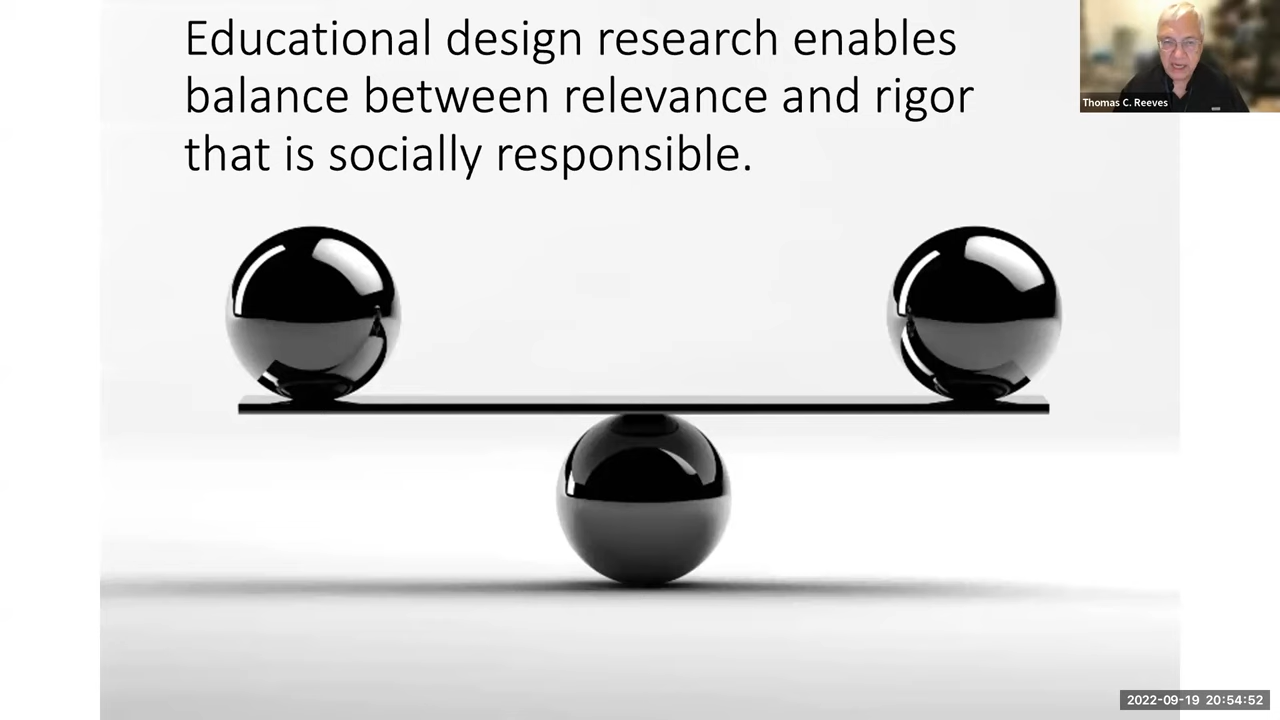 Educational design research enables
balance between relevance and rigor
that is socially responsible.
Thomas C. Reeves
2022-09-19 20:54:52